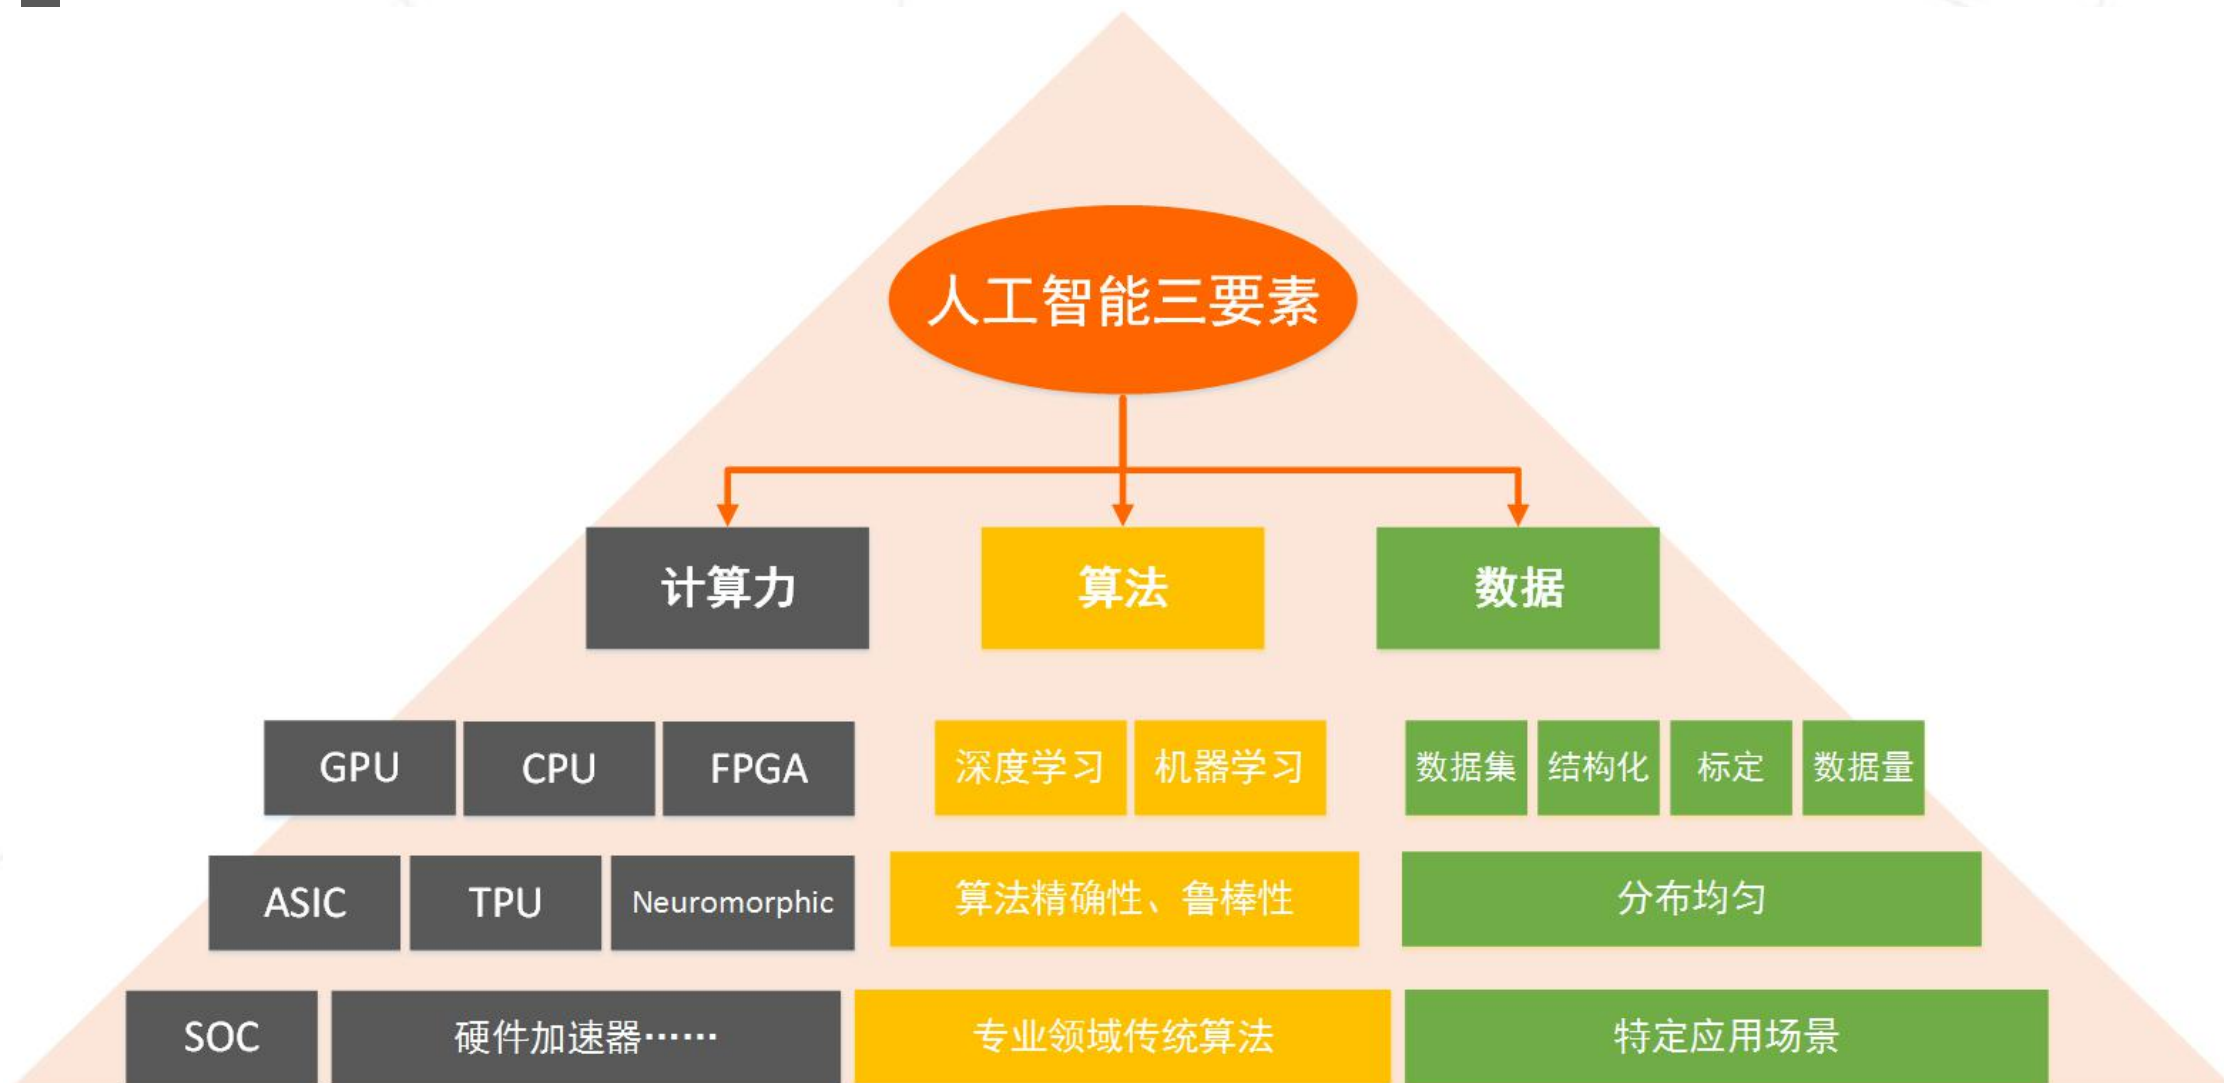 人工智能三要素
计算力
算法
数据
GPU
CPU
FPGA
深度学习
机器学习
数据集
结构化
标定
数据量
ASIC
TPU
Neuromorphic
算法精确性、鲁棒性
分布均匀
SOC
硬件加速器……
专业领域传统算法
特定应用场景